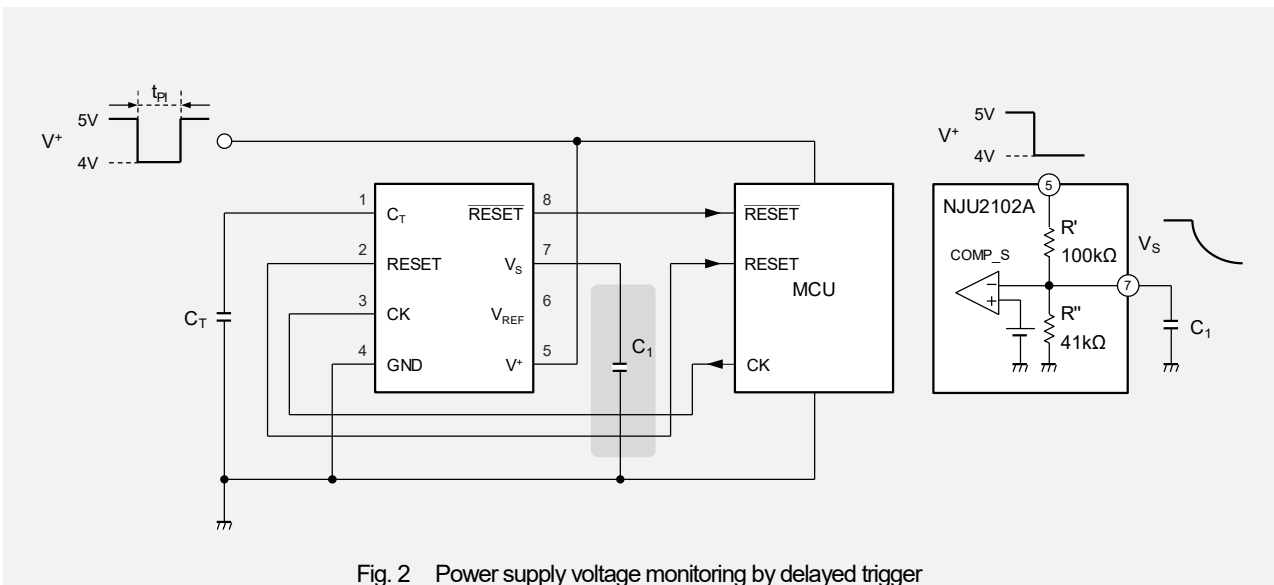 tPI
5V
V+
4V
1
CT
RESET
8
2
RESET
VS
7
3
CK
VREF
6
4
GND
V+
5
CT
C1
RESET
RESET
MCU
CK
5V
V+
4V
5
NJU2102A
R'
100kΩ
COMP_S
VS
7
R"
41kΩ
C1
Fig. 2 Power supply voltage monitoring by delayed trigger